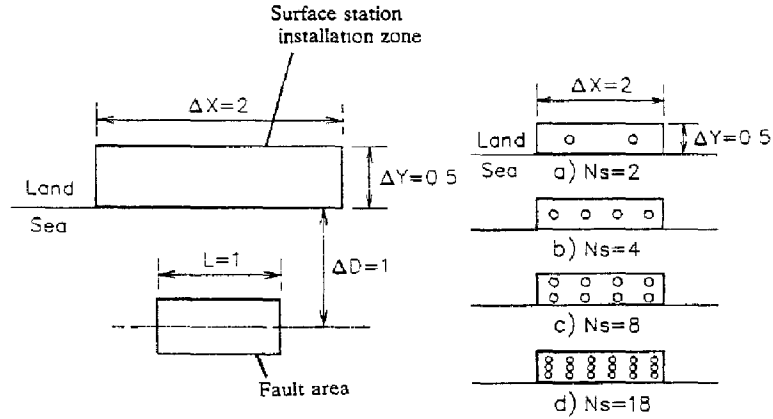 Surface station
installation zone
ΔX=2
Land
Sea
ΔY=0.5
L=1
ΔD=1
Fault area
ΔX=2
Land
Sea
ΔY=0.5
a) Ns=2
b) Ns=4
c) Ns=8
d) Ns=18